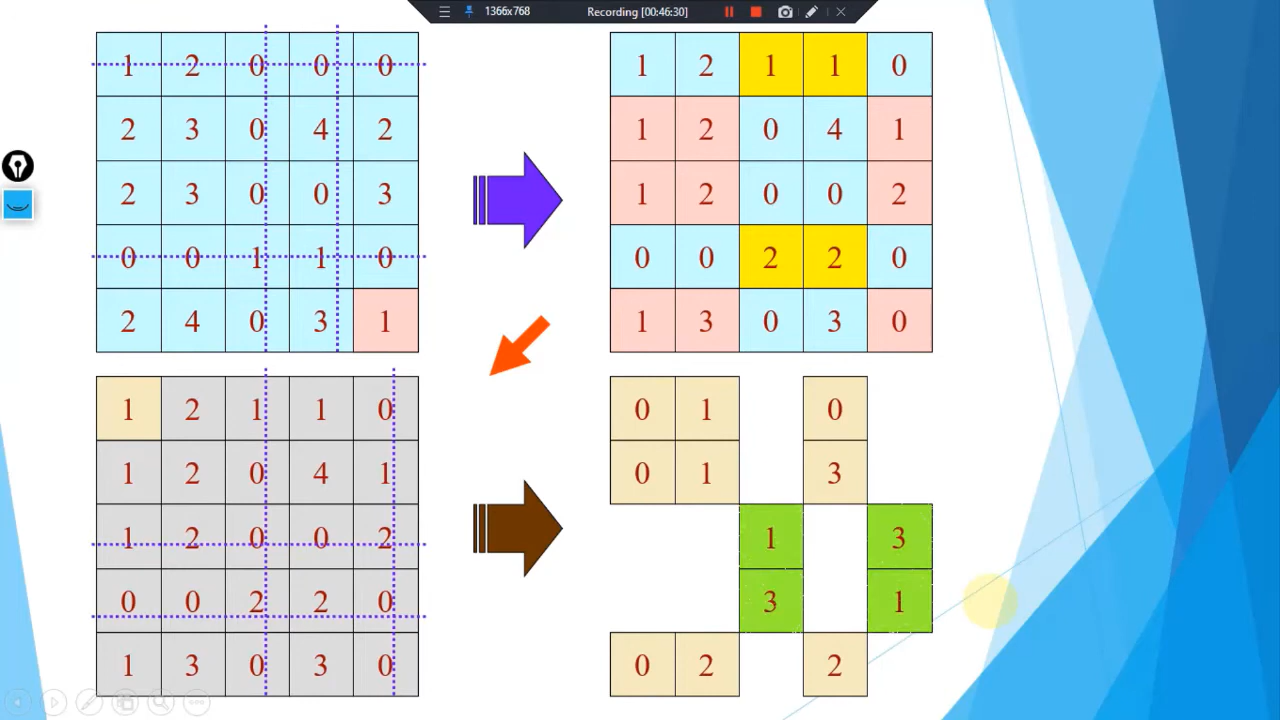 1366x768 Recording [00:46:30]
1 2 0 0 0
2 3 0 4 2
2 3 0 0 3
0 0 1 1 0
2 4 0 3 1
1 2 1 1 0
1 2 0 4 1
1 2 0 0 2
0 0 2 2 0
1 3 0 3 0
1 2 1 1 0
1 2 0 4 1
1 2 0 0 2
0 0 2 2 0
1 3 0 3 0
0 1 0
0 1 3
1 3
3 1
0 2 2